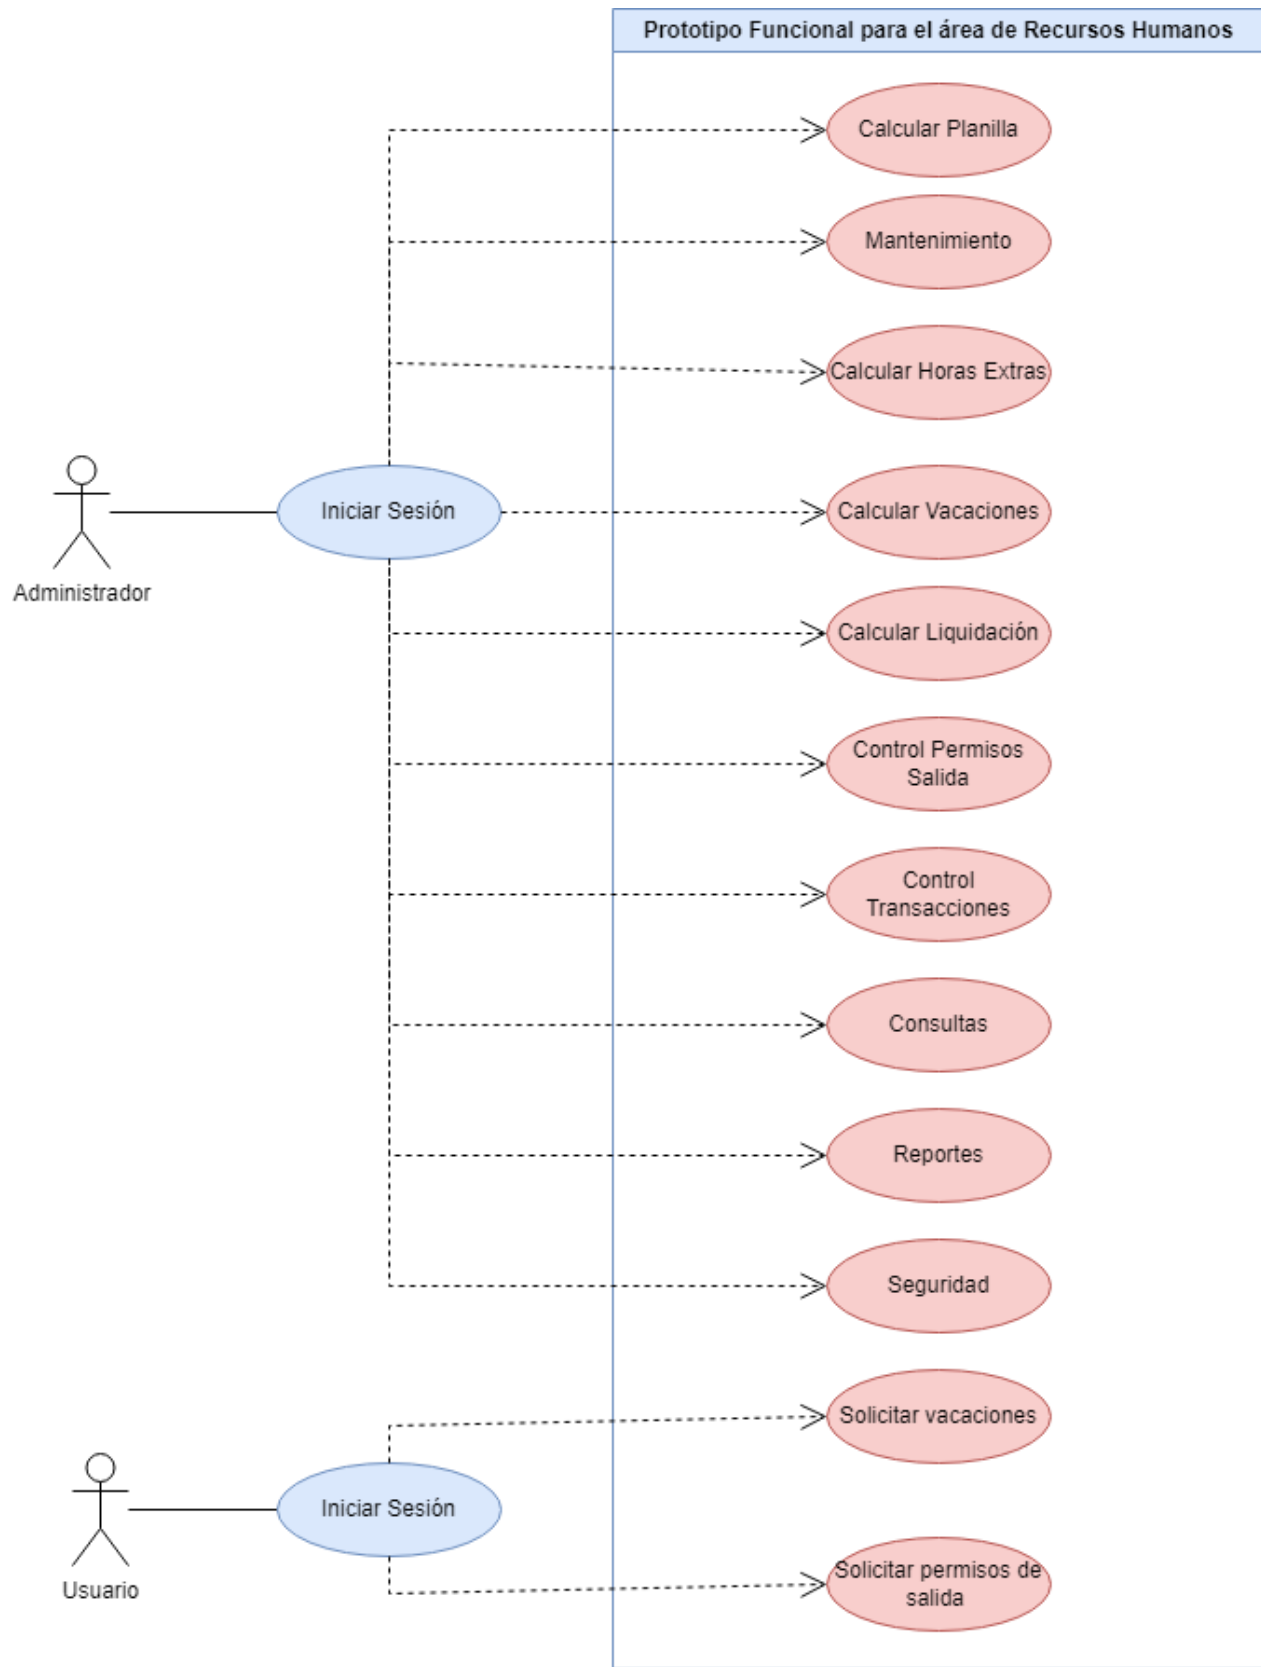 Prototipo Funcional para el área de Recursos Humanos
Calcular Planilla
Mantenimiento
Calcular Horas Extras
Administrador
Iniciar Sesión
Calcular Vacaciones
Calcular Liquidación
Control Permisos
Salida
Control
Transacciones
Consultas
Reportes
Seguridad
Usuario
Iniciar Sesión
Solicitar vacaciones
Solicitar permisos de
salida